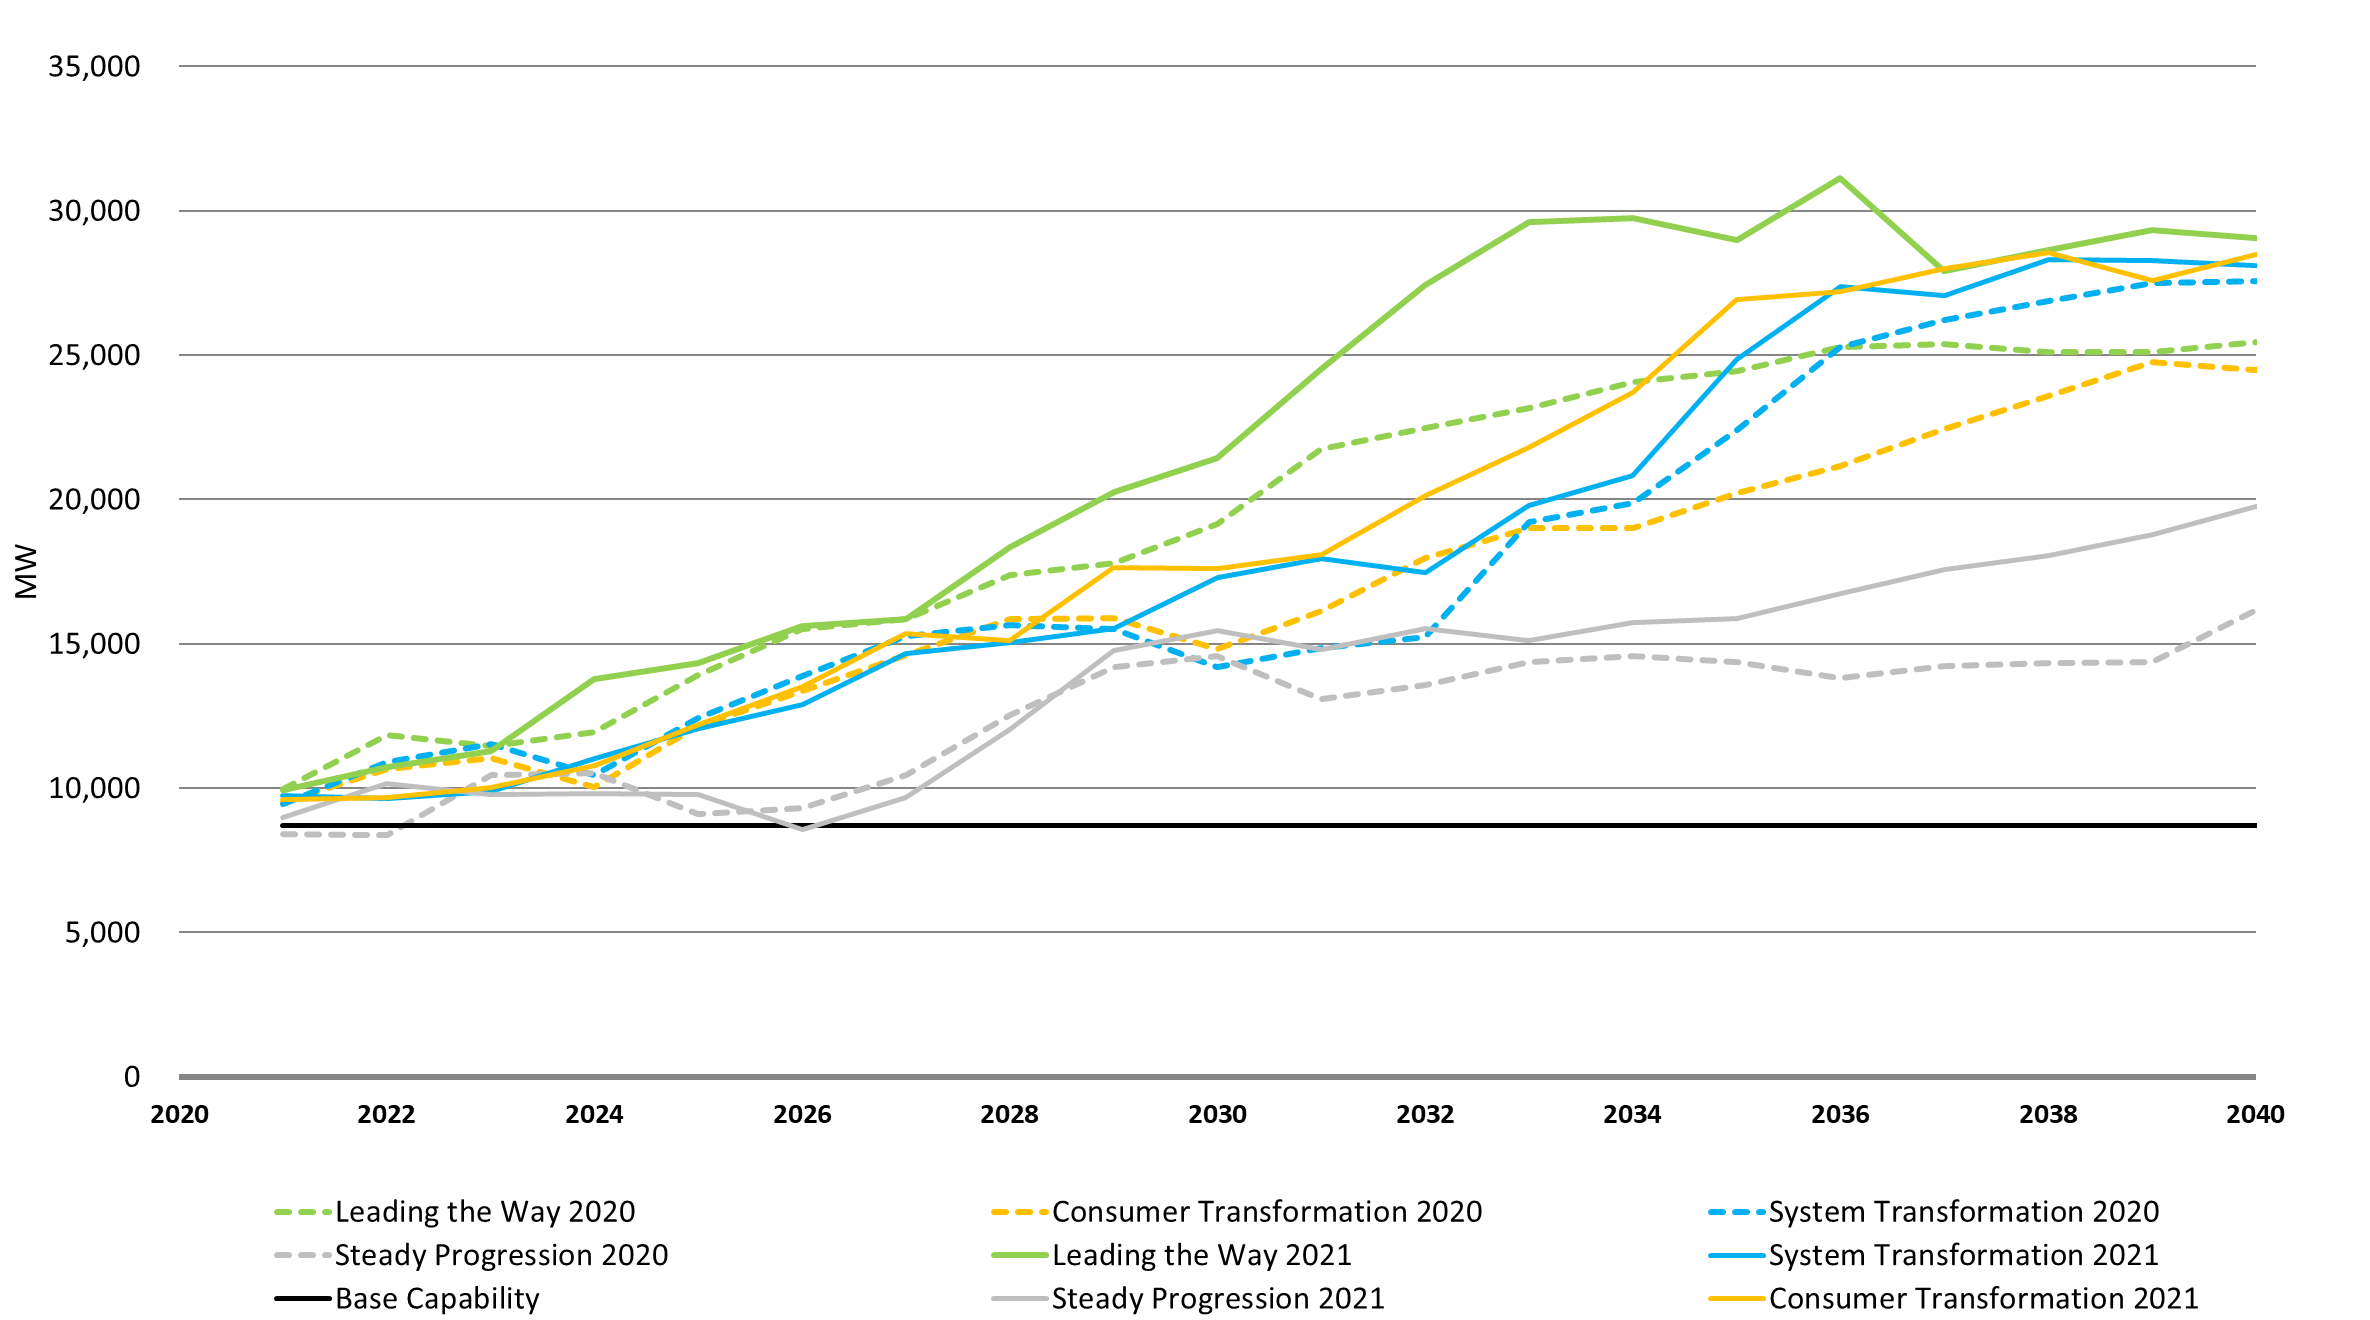 35,000
30,000
25,000
20,000
MW
15,000
10,000
5,000
0
2020 2022 2024 2026 2028 2030 2032 2034 2036 2038 2040
Leading the Way 2020 Consumer Transformation 2020 System Transformation 2020
Steady Progression 2020 Leading the Way 2021 System Transformation 2021
Base Capability Steady Progression 2021 Consumer Transformation 2021